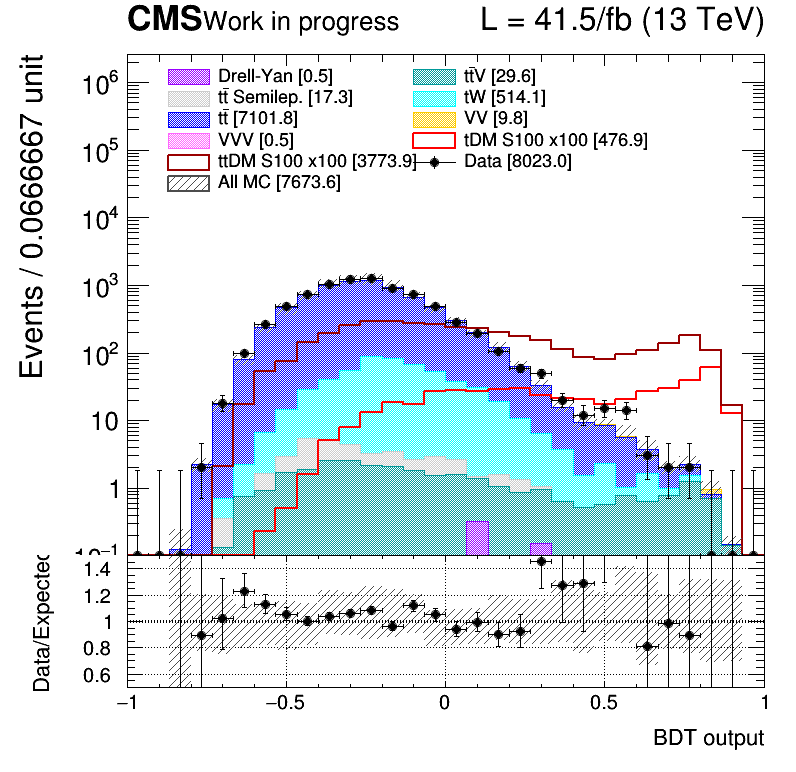 CMS Work in progress L = 41.5/fb (13 TeV)
Events / 0.0666667 unit
Drell-Yan [0.5] tt̄V [29.6]
tt̄ Semilep. [17.3] tW [514.1]
tt̄ [7101.8] VV [9.8]
VVV [0.5] tDM S100 x100 [476.9]
ttDM S100 x100 [3773.9] Data [8023.0]
All MC [7673.6]
10⁶
10⁵
10⁴
10³
10²
10
1
10⁻¹
Data/Expected
1.4
1.2
1
0.8
0.6
−1 −0.5 0 0.5 1
BDT output